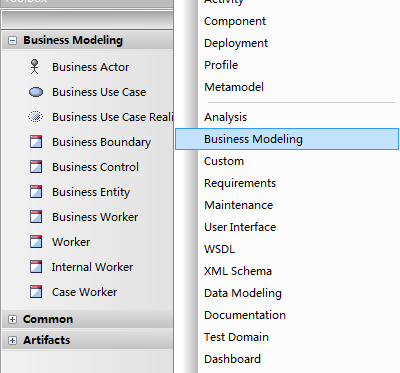 Toolbox
Business Modeling
Business Actor
Business Use Case
Business Use Case Reali
Business Boundary
Business Control
Business Entity
Business Worker
Worker
Internal Worker
Case Worker
Common
Artifacts
Activity
Component
Deployment
Profile
Metamodel
Analysis
Business Modeling
Custom
Requirements
Maintenance
User Interface
WSDL
XML Schema
Data Modeling
Documentation
Test Domain
Dashboard